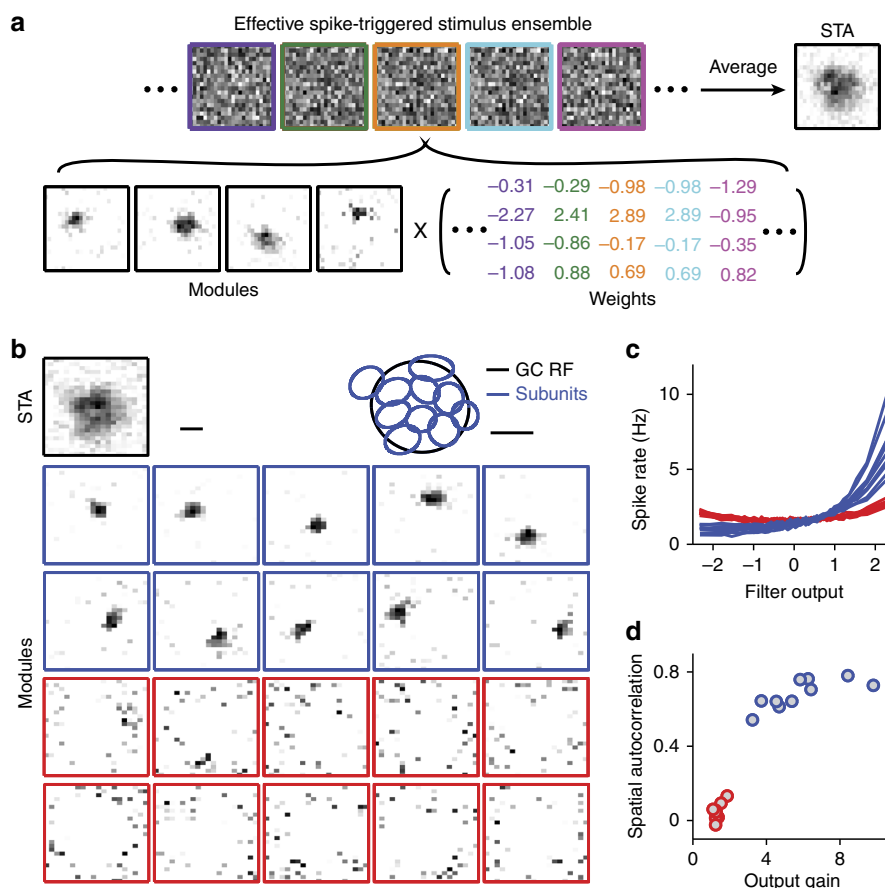 a
Effective spike-triggered stimulus ensemble
STA
Average
−0.31 −0.29 −0.98 −0.98 −1.29
−2.27 2.41 2.89 2.89 −0.95
X
−1.05 −0.86 −0.17 −0.17 −0.35
−1.08 0.88 0.69 0.69 0.82
Modules
Weights
b
STA
GC RF
Subunits
Modules
c
Spike rate (Hz)
10
5
0
−2 −1 0 1 2
Filter output
d
Spatial autocorrelation
0.8
0.4
0
4 8
Output gain